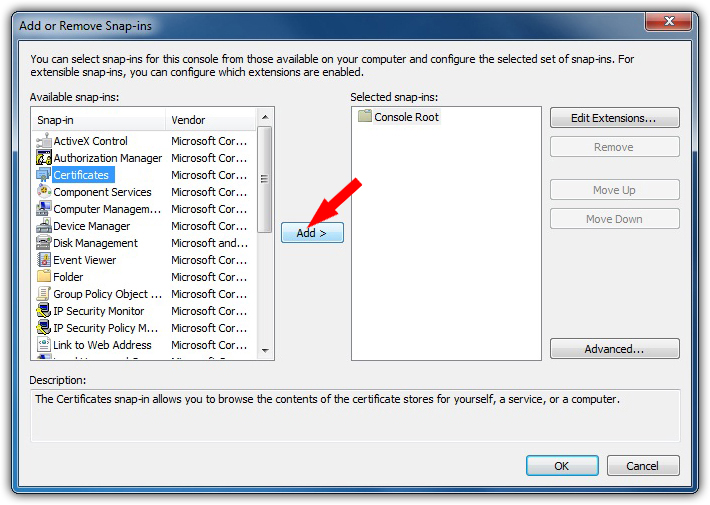 Add or Remove Snap-ins
You can select snap-ins for this console from those available on your computer and configure the selected set of snap-ins. For
extensible snap-ins, you can configure which extensions are enabled.
Available snap-ins:
Snap-in Vendor
ActiveX Control Microsoft Cor...
Authorization Manager Microsoft Cor...
Certificates Microsoft Cor...
Component Services Microsoft Cor...
Computer Managem... Microsoft Cor...
Device Manager Microsoft Cor...
Disk Management Microsoft and...
Event Viewer Microsoft Cor...
Folder Microsoft Cor...
Group Policy Object ... Microsoft Cor...
IP Security Monitor Microsoft Cor...
IP Security Policy M... Microsoft Cor...
Link to Web Address Microsoft Cor...
Add >
Selected snap-ins:
Console Root
Edit Extensions...
Remove
Move Up
Move Down
Advanced...
Description:
The Certificates snap-in allows you to browse the contents of the certificate stores for yourself, a service, or a computer.
OK
Cancel